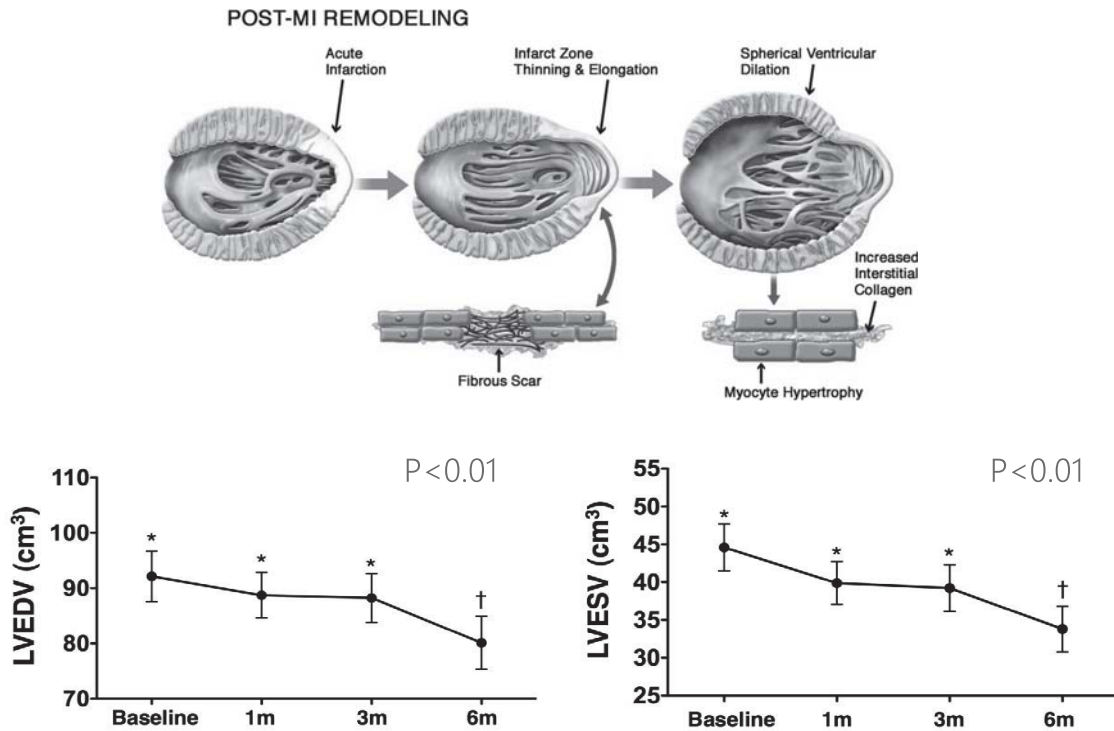 POST-MI REMODELING
Acute
Infarction
Infarct Zone
Thinning & Elongation
Spherical Ventricular
Dilation
Increased
Interstitial
Collagen
Fibrous Scar
Myocyte Hypertrophy
P<0.01
LVEDV (cm³)
110
100
90
80
70
*
*
*
†
Baseline 1m 3m 6m
P<0.01
LVESV (cm³)
55
50
45
40
35
30
25
*
*
*
†
Baseline 1m 3m 6m